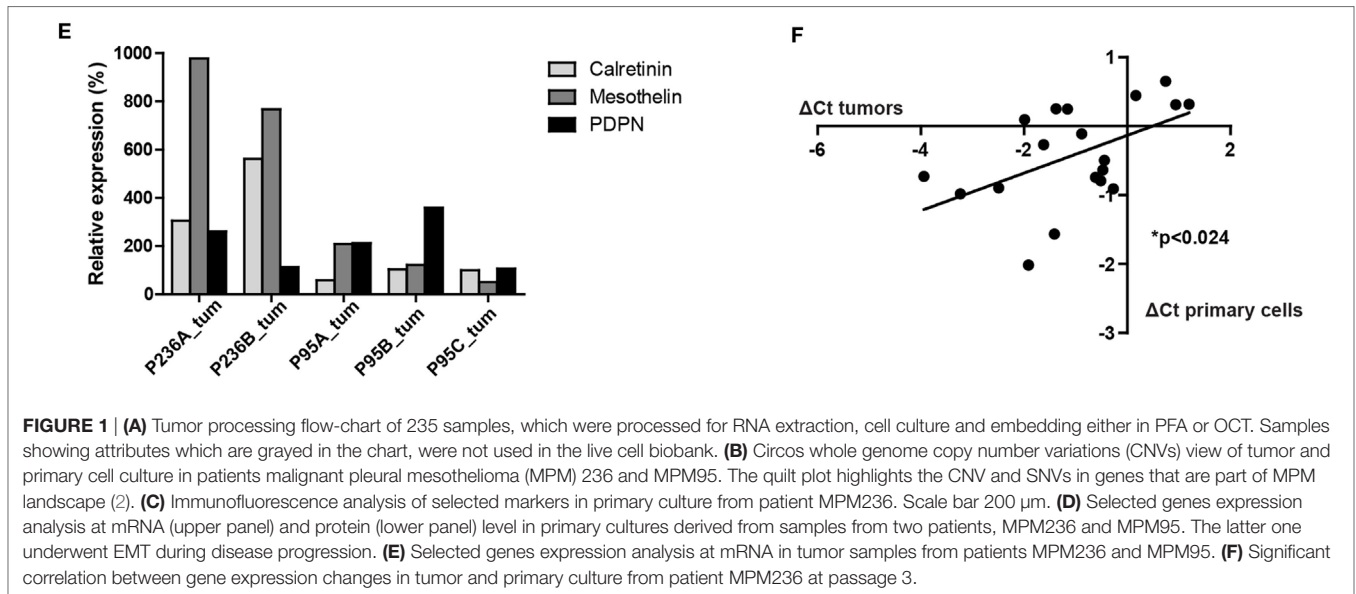 E
1000
800
600
400
200
0
Relative expression (%)
Calretinin
Mesothelin
PDPN
P236A_tum
P236B_tum
P95A_tum
P95B_tum
P95C_tum
F
ΔCt tumors
1
-6
-4
-2
2
-1
*p<0.024
-2
ΔCt primary cells
-3
FIGURE 1 | (A) Tumor processing flow-chart of 235 samples, which were processed for RNA extraction, cell culture and embedding either in PFA or OCT. Samples
showing attributes which are grayed in the chart, were not used in the live cell biobank. (B) Circos whole genome copy number variations (CNVs) view of tumor and
primary cell culture in patients malignant pleural mesothelioma (MPM) 236 and MPM95. The quilt plot highlights the CNV and SNVs in genes that are part of MPM
landscape (2). (C) Immunofluorescence analysis of selected markers in primary culture from patient MPM236. Scale bar 200 μm. (D) Selected genes expression
analysis at mRNA (upper panel) and protein (lower panel) level in primary cultures derived from samples from two patients, MPM236 and MPM95. The latter one
underwent EMT during disease progression. (E) Selected genes expression analysis at mRNA in tumor samples from patients MPM236 and MPM95. (F) Significant
correlation between gene expression changes in tumor and primary culture from patient MPM236 at passage 3.